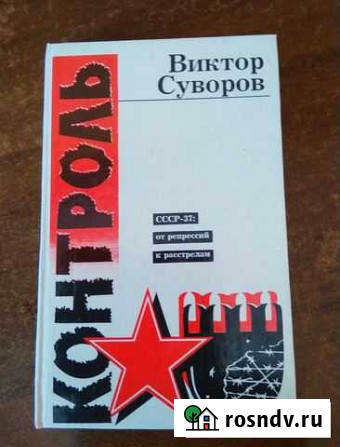 Виктор
Суворов
КОНТРОЛЬ
СССР-37:
от репрессий
к расстрелам
rosndv.ru